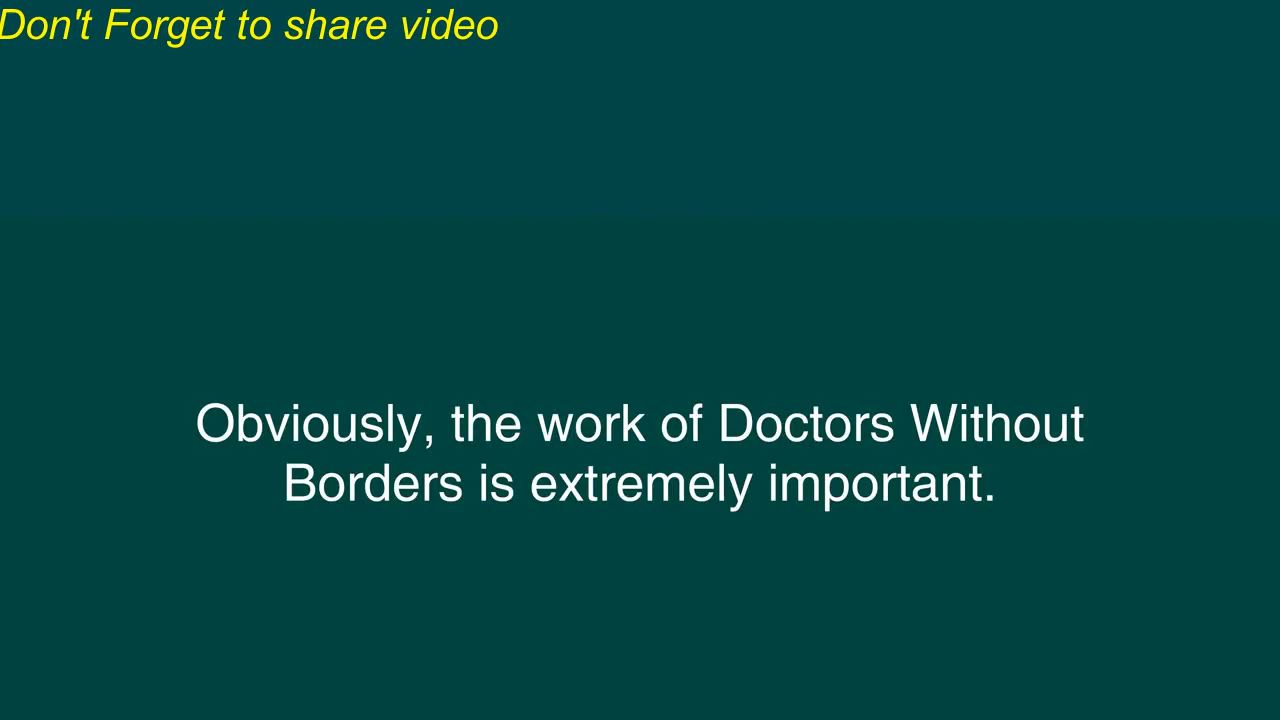 Don't Forget to share video
Obviously, the work of Doctors Without
Borders is extremely important.